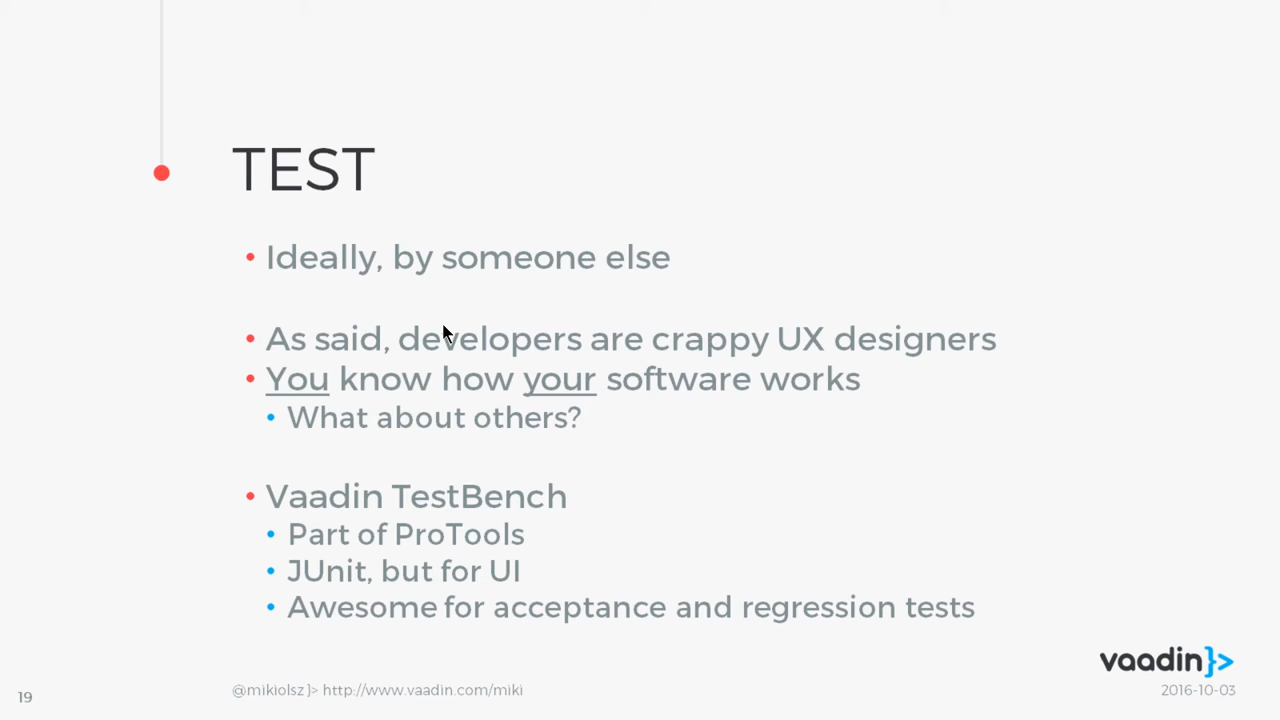 TEST
• Ideally, by someone else
• As said, developers are crappy UX designers
• You know how your software works
• What about others?
• Vaadin TestBench
• Part of ProTools
• JUnit, but for UI
• Awesome for acceptance and regression tests
vaadin}>
19
@mikiolsz }> http://www.vaadin.com/miki
2016-10-03